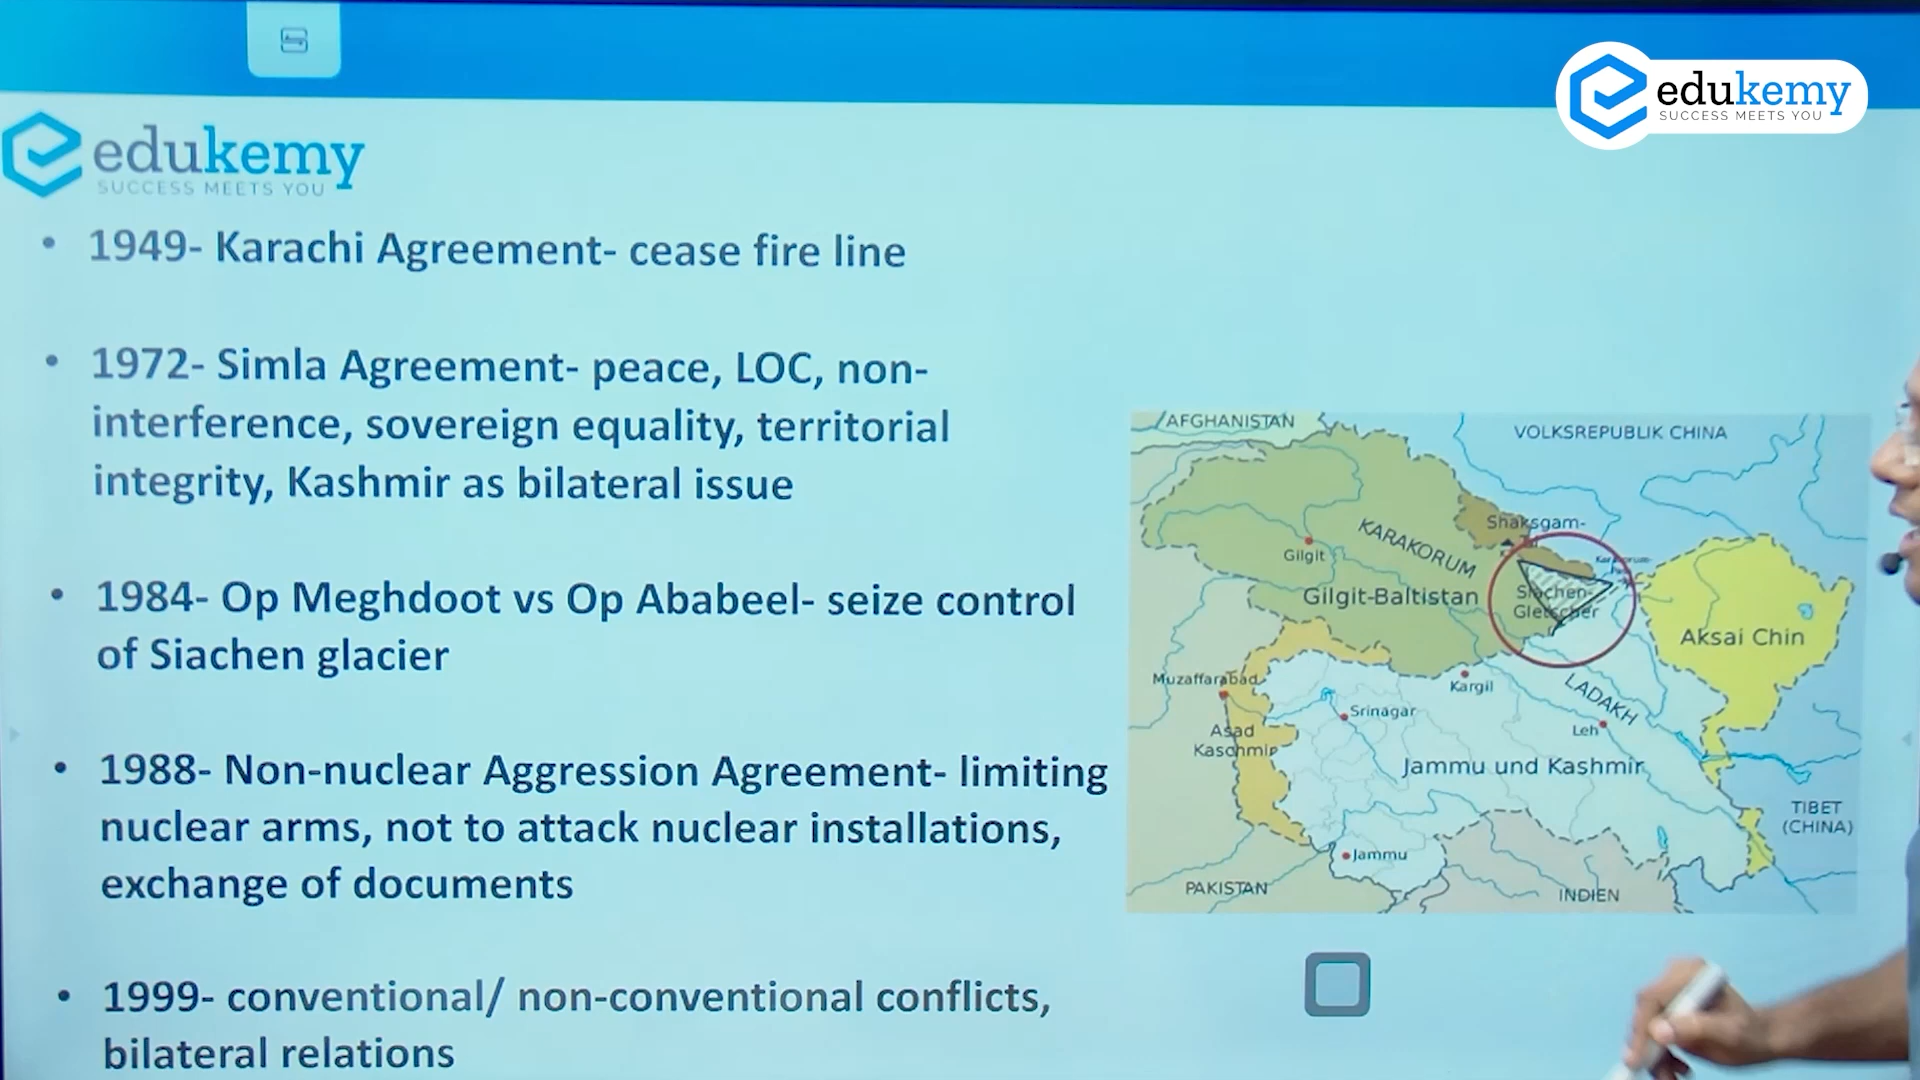 edukemy
SUCCESS MEETS YOU
edukemy
SUCCESS MEETS YOU
• 1949- Karachi Agreement- cease fire line
• 1972- Simla Agreement- peace, LOC, non-
interference, sovereign equality, territorial
integrity, Kashmir as bilateral issue
• 1984- Op Meghdoot vs Op Ababeel- seize control
of Siachen glacier
• 1988- Non-nuclear Aggression Agreement- limiting
nuclear arms, not to attack nuclear installations,
exchange of documents
• 1999- conventional/ non-conventional conflicts,
bilateral relations
AFGHANISTAN
VOLKSREPUBLIK CHINA
Shaksgam-
KARAKORUM
Gilgit
Gilgit-Baltistan
Siachen-
Gletscher
Aksai Chin
Muzaffarabad
Kargil
LADAKH
Srinagar
Leh
Asad
Kaschmir
Jammu und Kashmir
TIBET
(CHINA)
Jammu
PAKISTAN
INDIEN